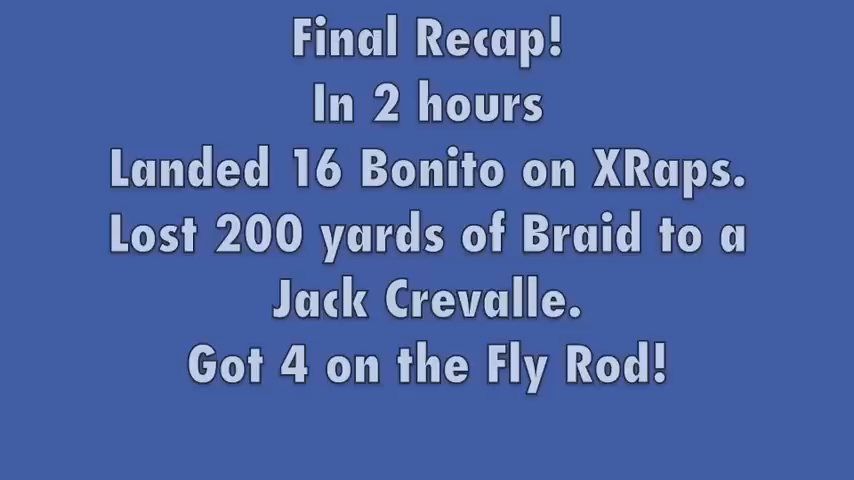 Final Recap!
In 2 hours
Landed 16 Bonito on XRaps.
Lost 200 yards of Braid to a
Jack Crevalle.
Got 4 on the Fly Rod!